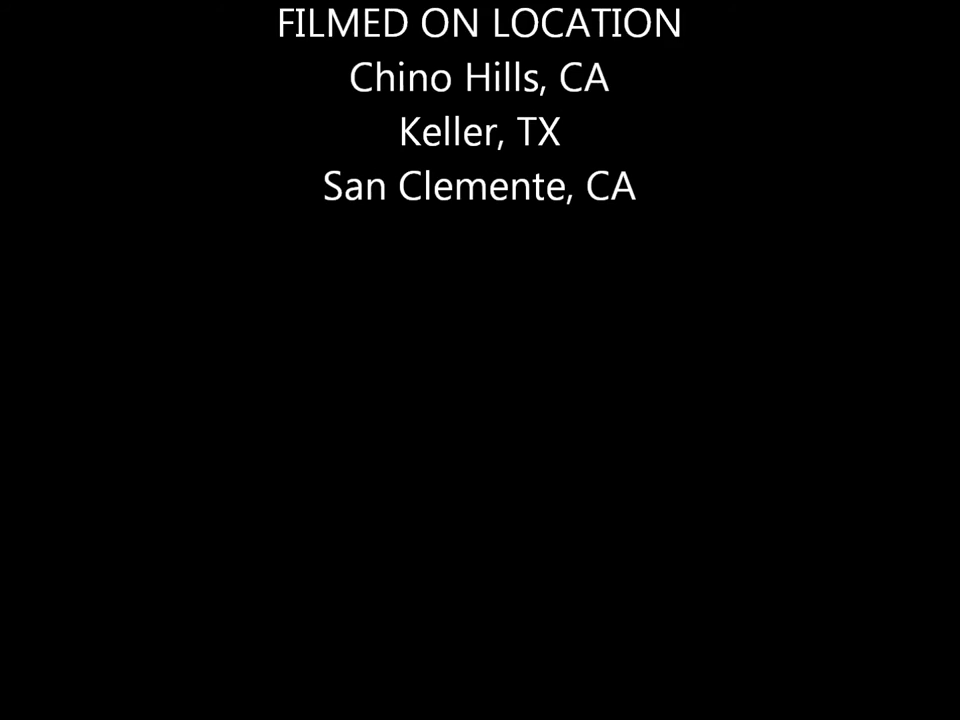 FILMED ON LOCATION
Chino Hills, CA
Keller, TX
San Clemente, CA